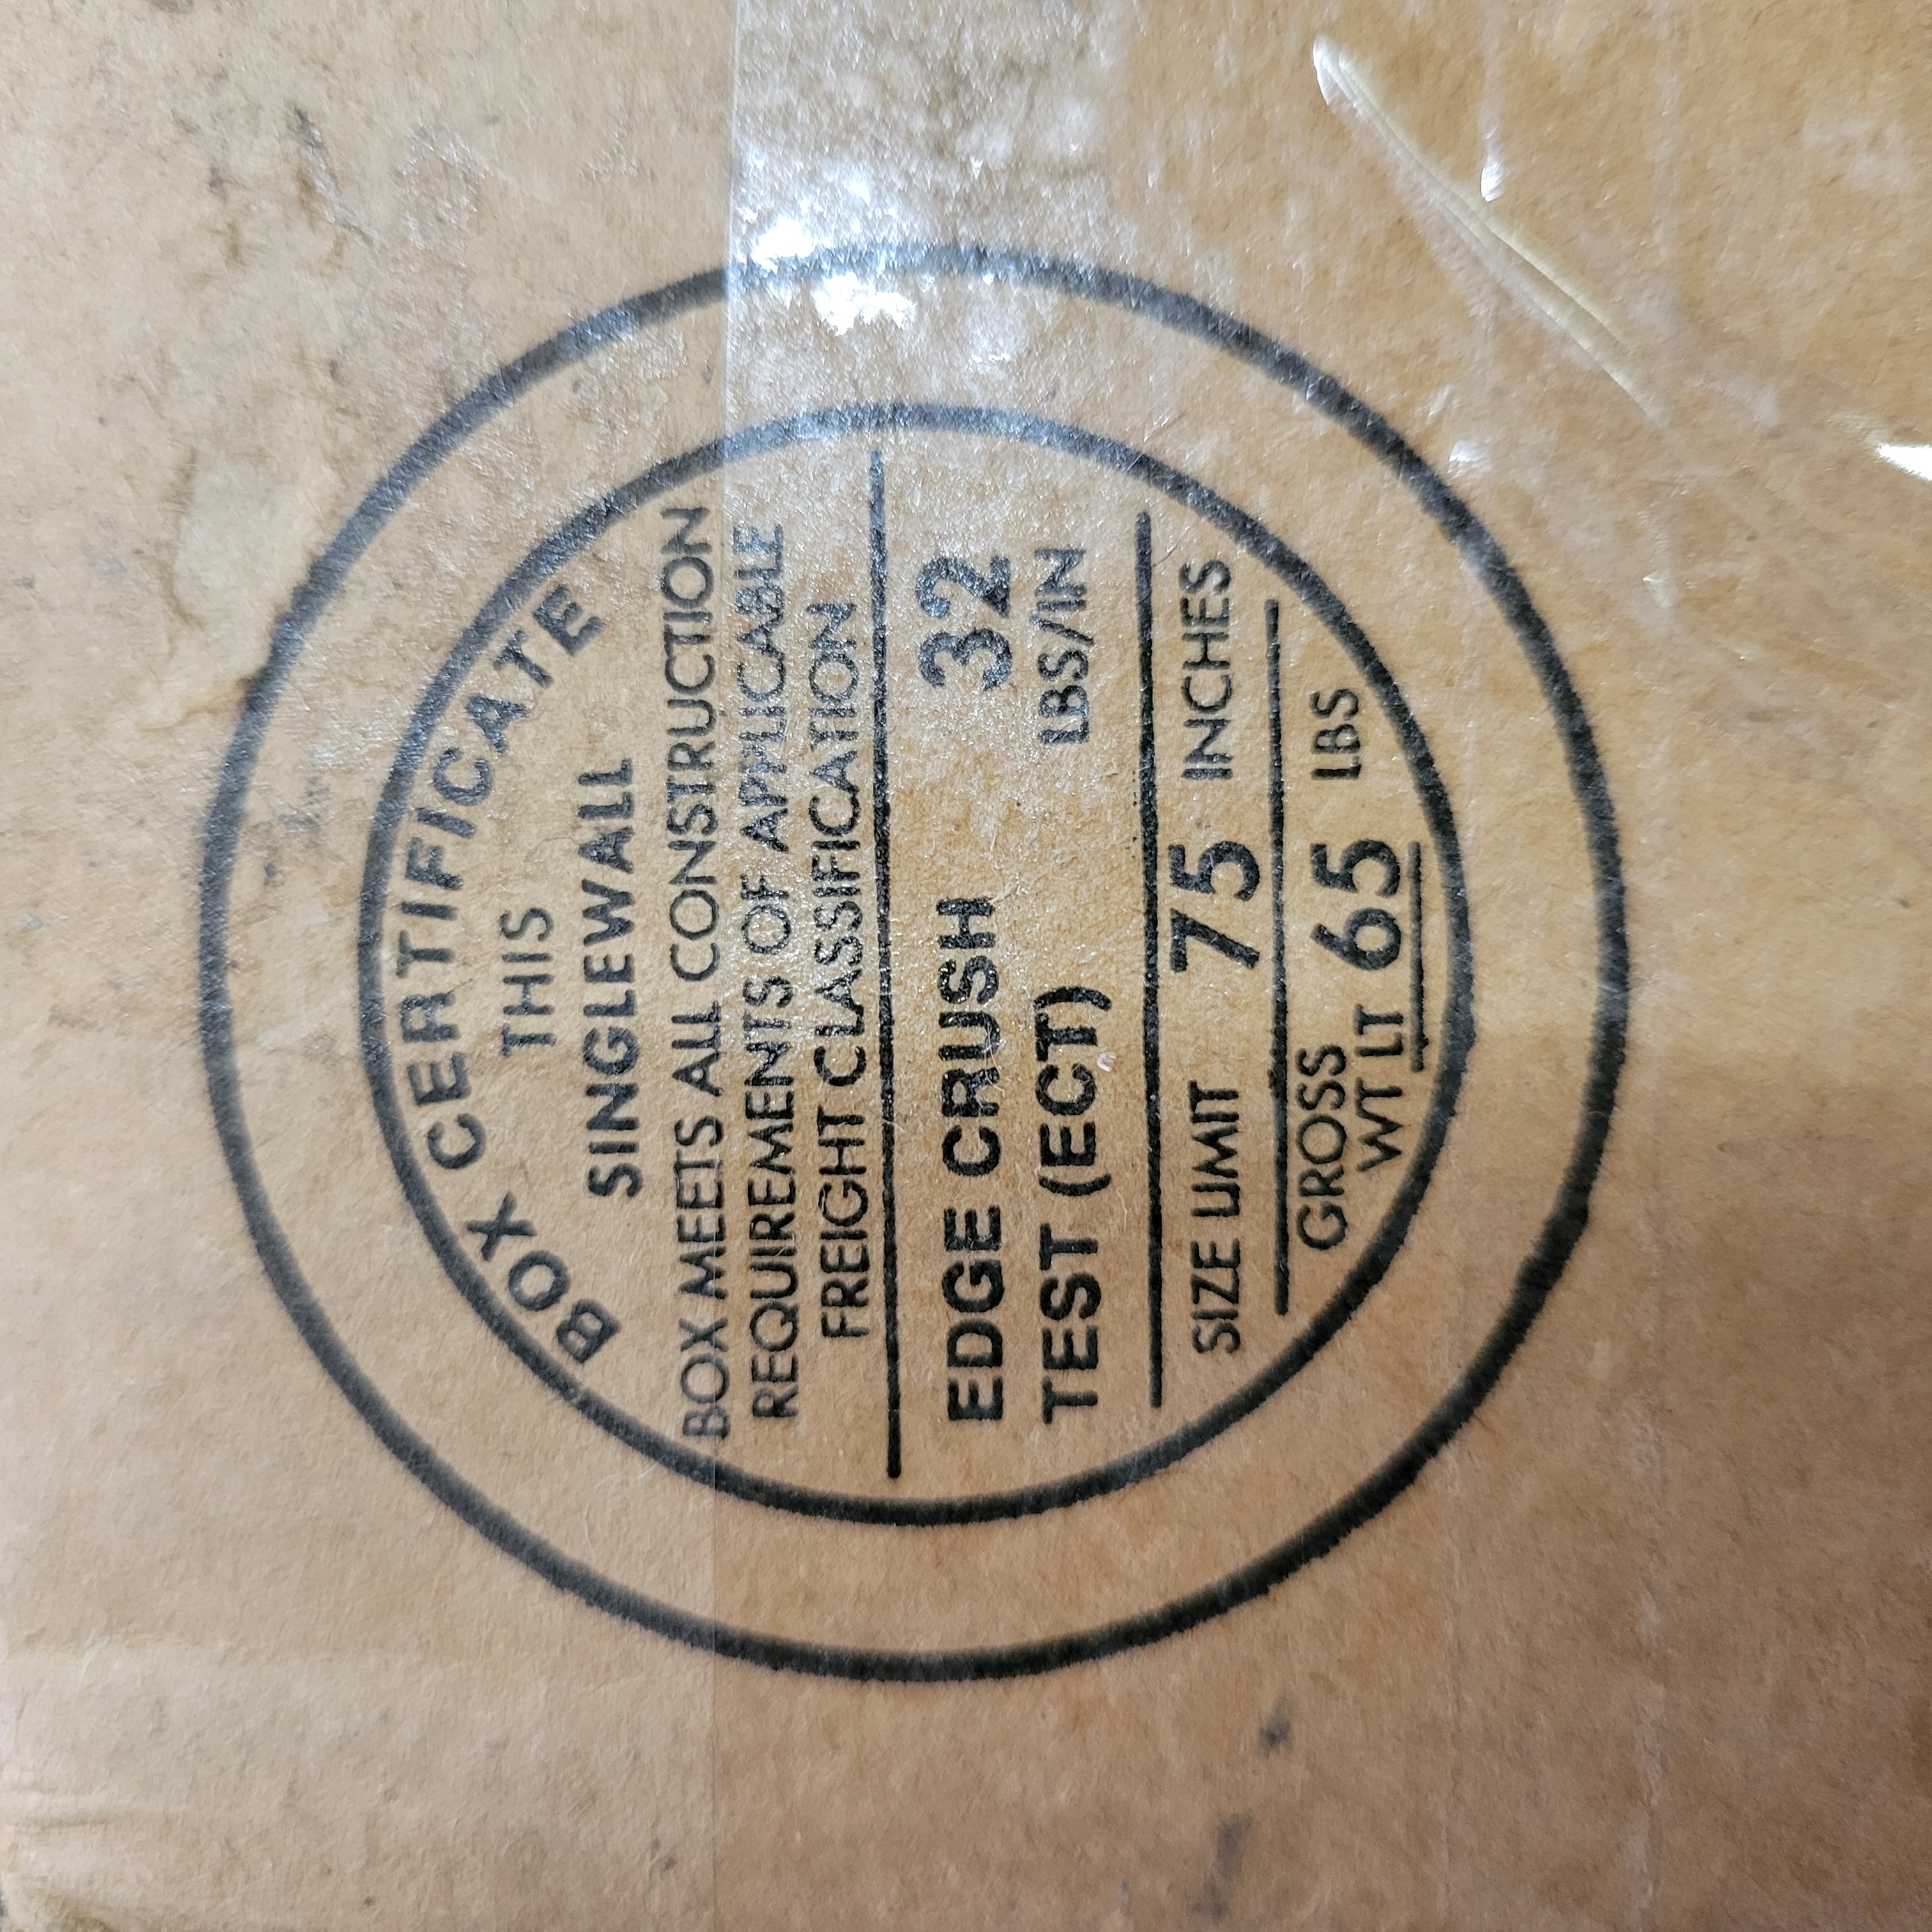 BOX CERTIFICATE
THIS
SINGLEWALL
BOX MEETS ALL CONSTRUCTION
REQUIREMENTS OF APPLICABLE
FREIGHT CLASSIFICATION
EDGE CRUSH 32
TEST (ECT) LBS/IN
SIZE LIMIT 75 INCHES
GROSS
WT LT 65 LBS